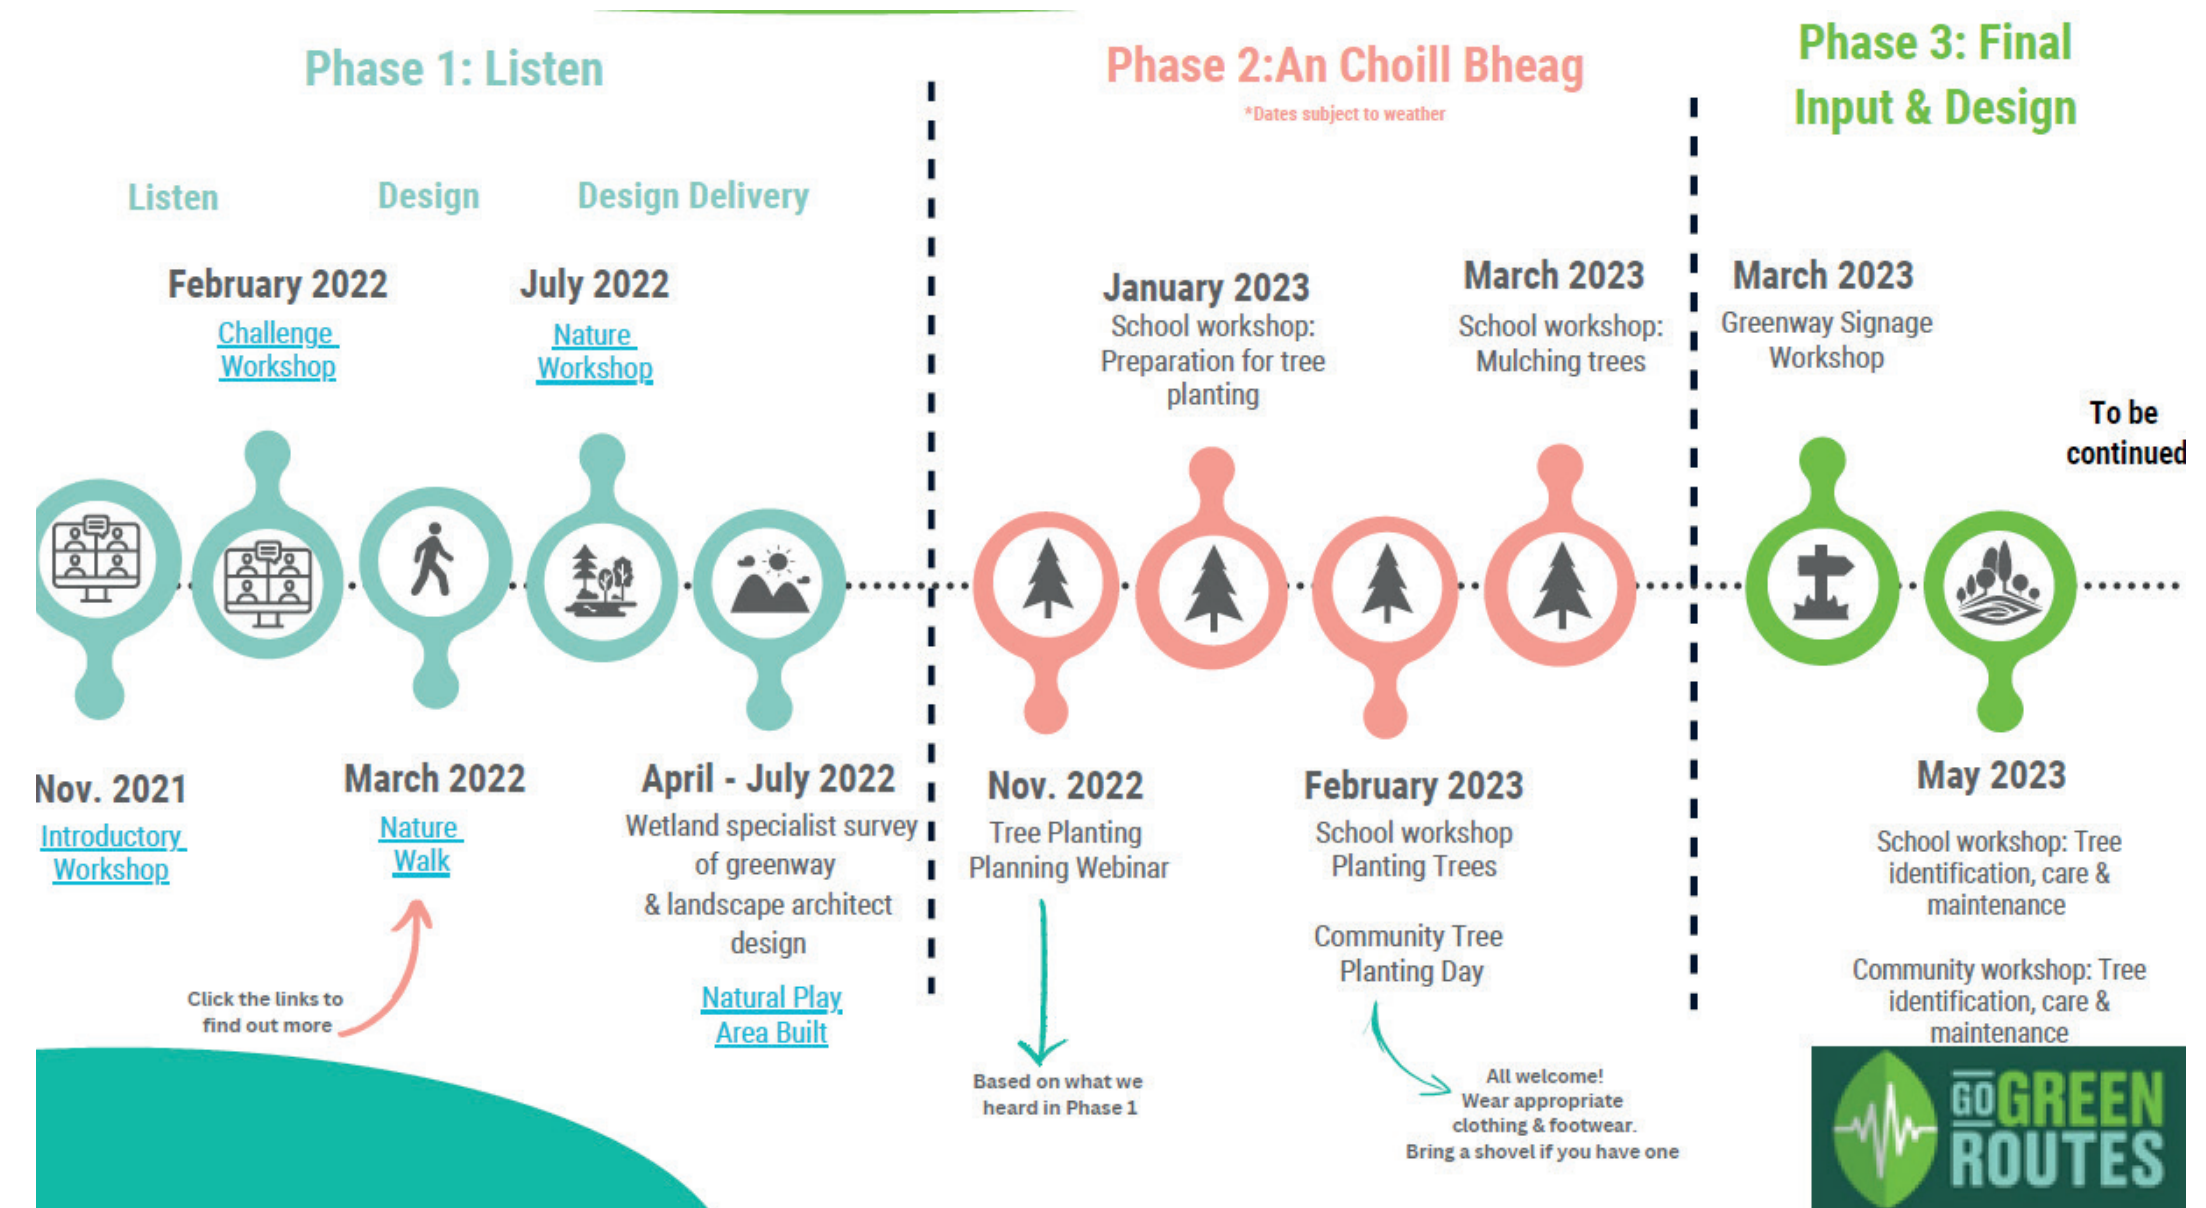 Phase 1: Listen
Listen
Design
Design Delivery
February 2022
Challenge
Workshop
July 2022
Nature
Workshop
Nov. 2021
Introductory
Workshop
March 2022
Nature
Walk
Click the links to
find out more
April - July 2022
Wetland specialist survey
of greenway
& landscape architect
design
Natural Play
Area Built
Phase 2:An Choill Bheag
*Dates subject to weather
January 2023
School workshop:
Preparation for tree
planting
March 2023
School workshop:
Mulching trees
Nov. 2022
Tree Planting
Planning Webinar
Based on what we
heard in Phase 1
February 2023
School workshop
Planting Trees
Community Tree
Planting Day
All welcome!
Wear appropriate
clothing & footwear.
Bring a shovel if you have one
Phase 3: Final
Input & Design
March 2023
Greenway Signage
Workshop
To be
continued
May 2023
School workshop: Tree
identification, care &
maintenance
Community workshop: Tree
identification, care &
maintenance
GOGREEN
ROUTES